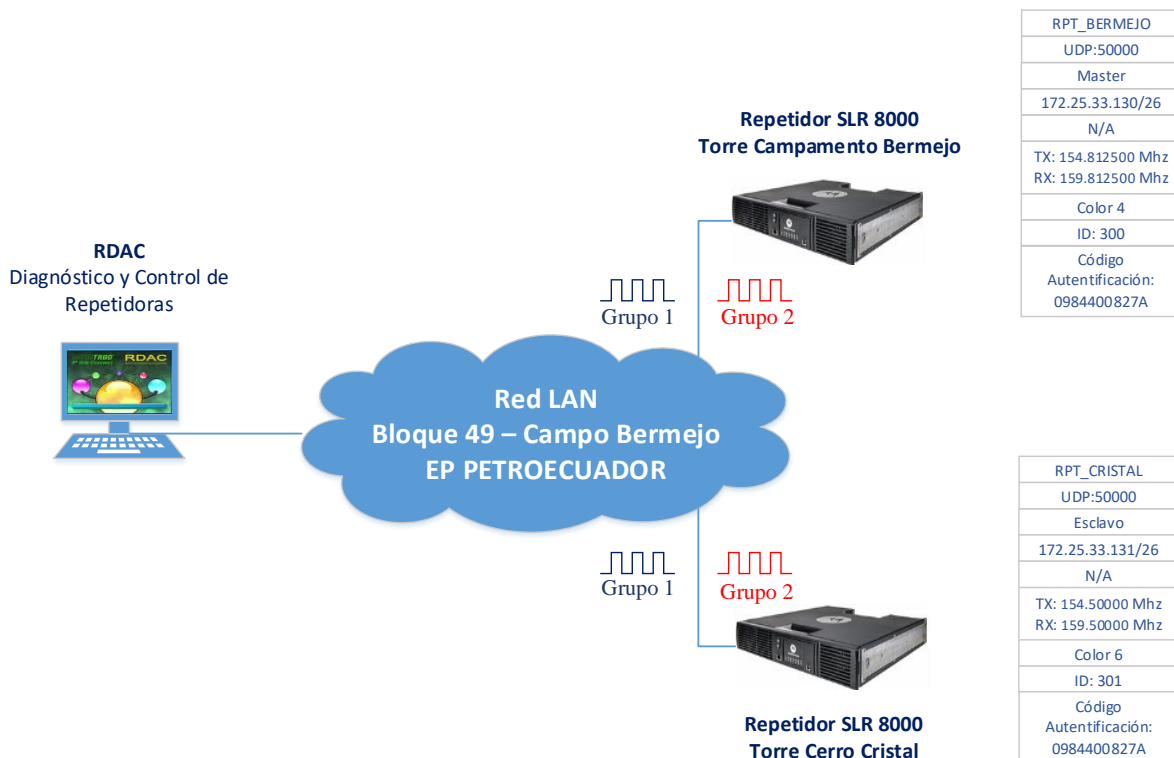 RPT_BERMEJO
UDP:50000
Master
172.25.33.130/26
N/A
TX: 154.812500 Mhz
RX: 159.812500 Mhz
Color 4
ID: 300
Código
Autentificación:
0984400827A
Repetidor SLR 8000
Torre Campamento Bermejo
RDAC
Diagnóstico y Control de
Repetidoras
TRBO RDAC
Grupo 1
Grupo 2
Red LAN
Bloque 49 – Campo Bermejo
EP PETROECUADOR
Grupo 1
Grupo 2
RPT_CRISTAL
UDP:50000
Esclavo
172.25.33.131/26
N/A
TX: 154.50000 Mhz
RX: 159.50000 Mhz
Color 6
ID: 301
Código
Autentificación:
0984400827A
Repetidor SLR 8000
Torre Cerro Cristal